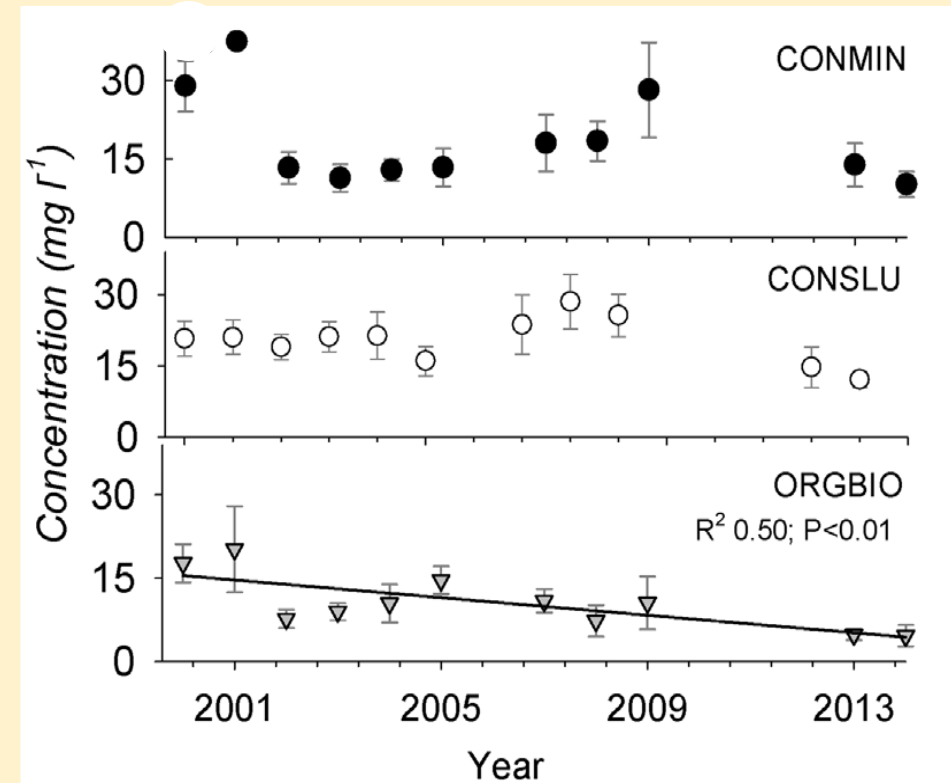 CONMIN
30
15
0
CONSLU
30
15
0
ORGBIO
R² 0.50; P<0.01
30
15
0
Concentration (mg l⁻¹)
2001 2005 2009 2013
Year